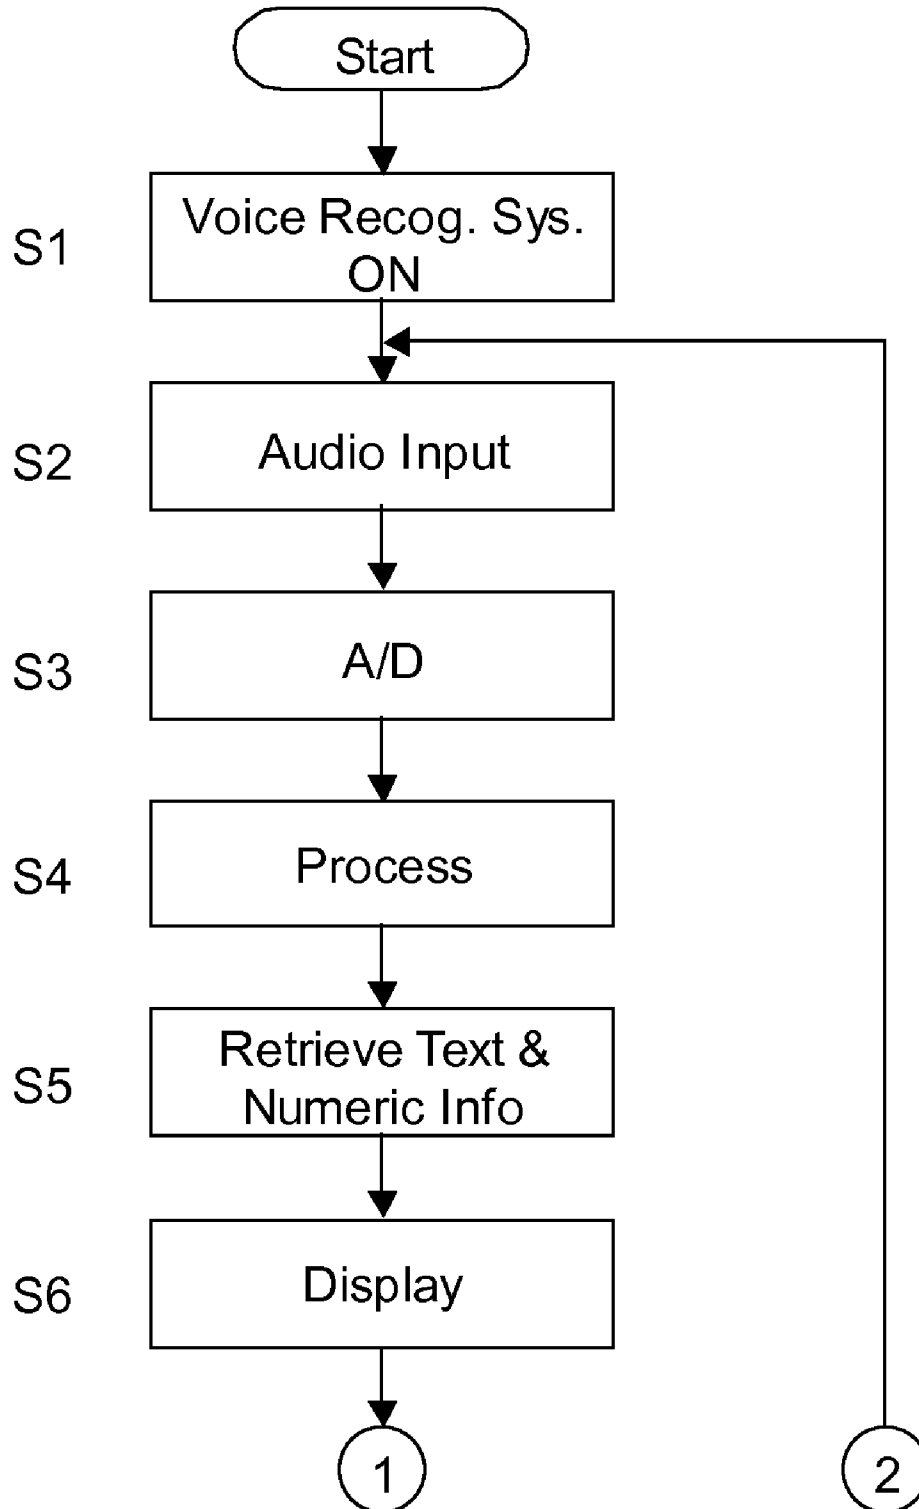 Start
S1
Voice Recog. Sys.
ON
S2
Audio Input
S3
A/D
S4
Process
S5
Retrieve Text &
Numeric Info
S6
Display
1
2